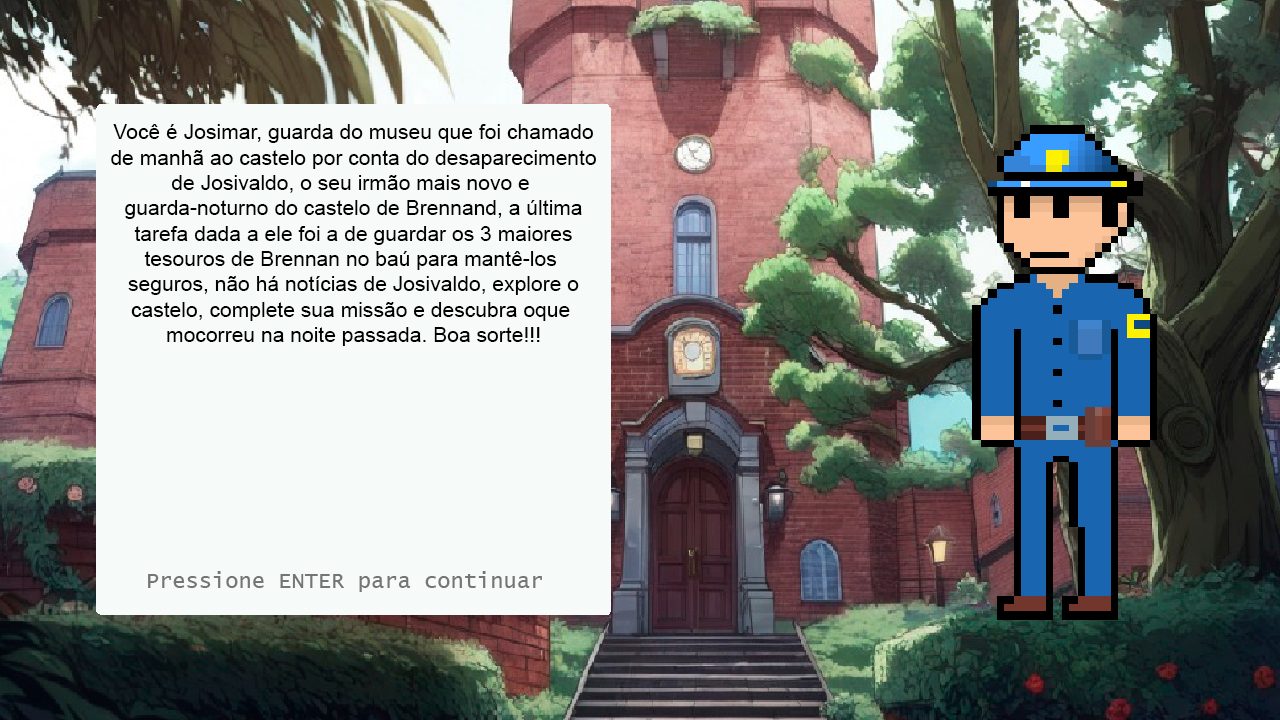 Você é Josimar, guarda do museu que foi chamado
de manhã ao castelo por conta do desaparecimento
de Josivaldo, o seu irmão mais novo e
guarda-noturno do castelo de Brennand, a última
tarefa dada a ele foi a de guardar os 3 maiores
tesouros de Brennan no baú para mantê-los
seguros, não há notícias de Josivaldo, explore o
castelo, complete sua missão e descubra oque
mocorreu na noite passada. Boa sorte!!!
Pressione ENTER para continuar